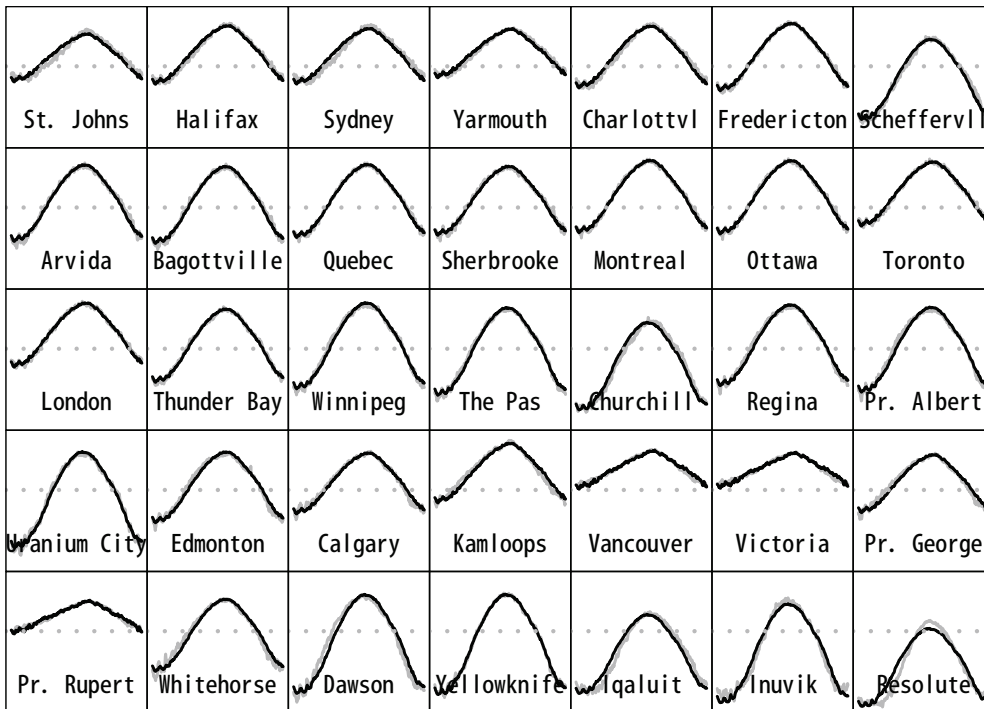 St. Johns
Halifax
Sydney
Yarmouth
Charlottvl
Fredericton
Scheffervll
Arvida
Bagottville
Quebec
Sherbrooke
Montreal
Ottawa
Toronto
London
Thunder Bay
Winnipeg
The Pas
Churchill
Regina
Pr. Albert
Uranium City
Edmonton
Calgary
Kamloops
Vancouver
Victoria
Pr. George
Pr. Rupert
Whitehorse
Dawson
Yellowknife
Iqaluit
Inuvik
Resolute